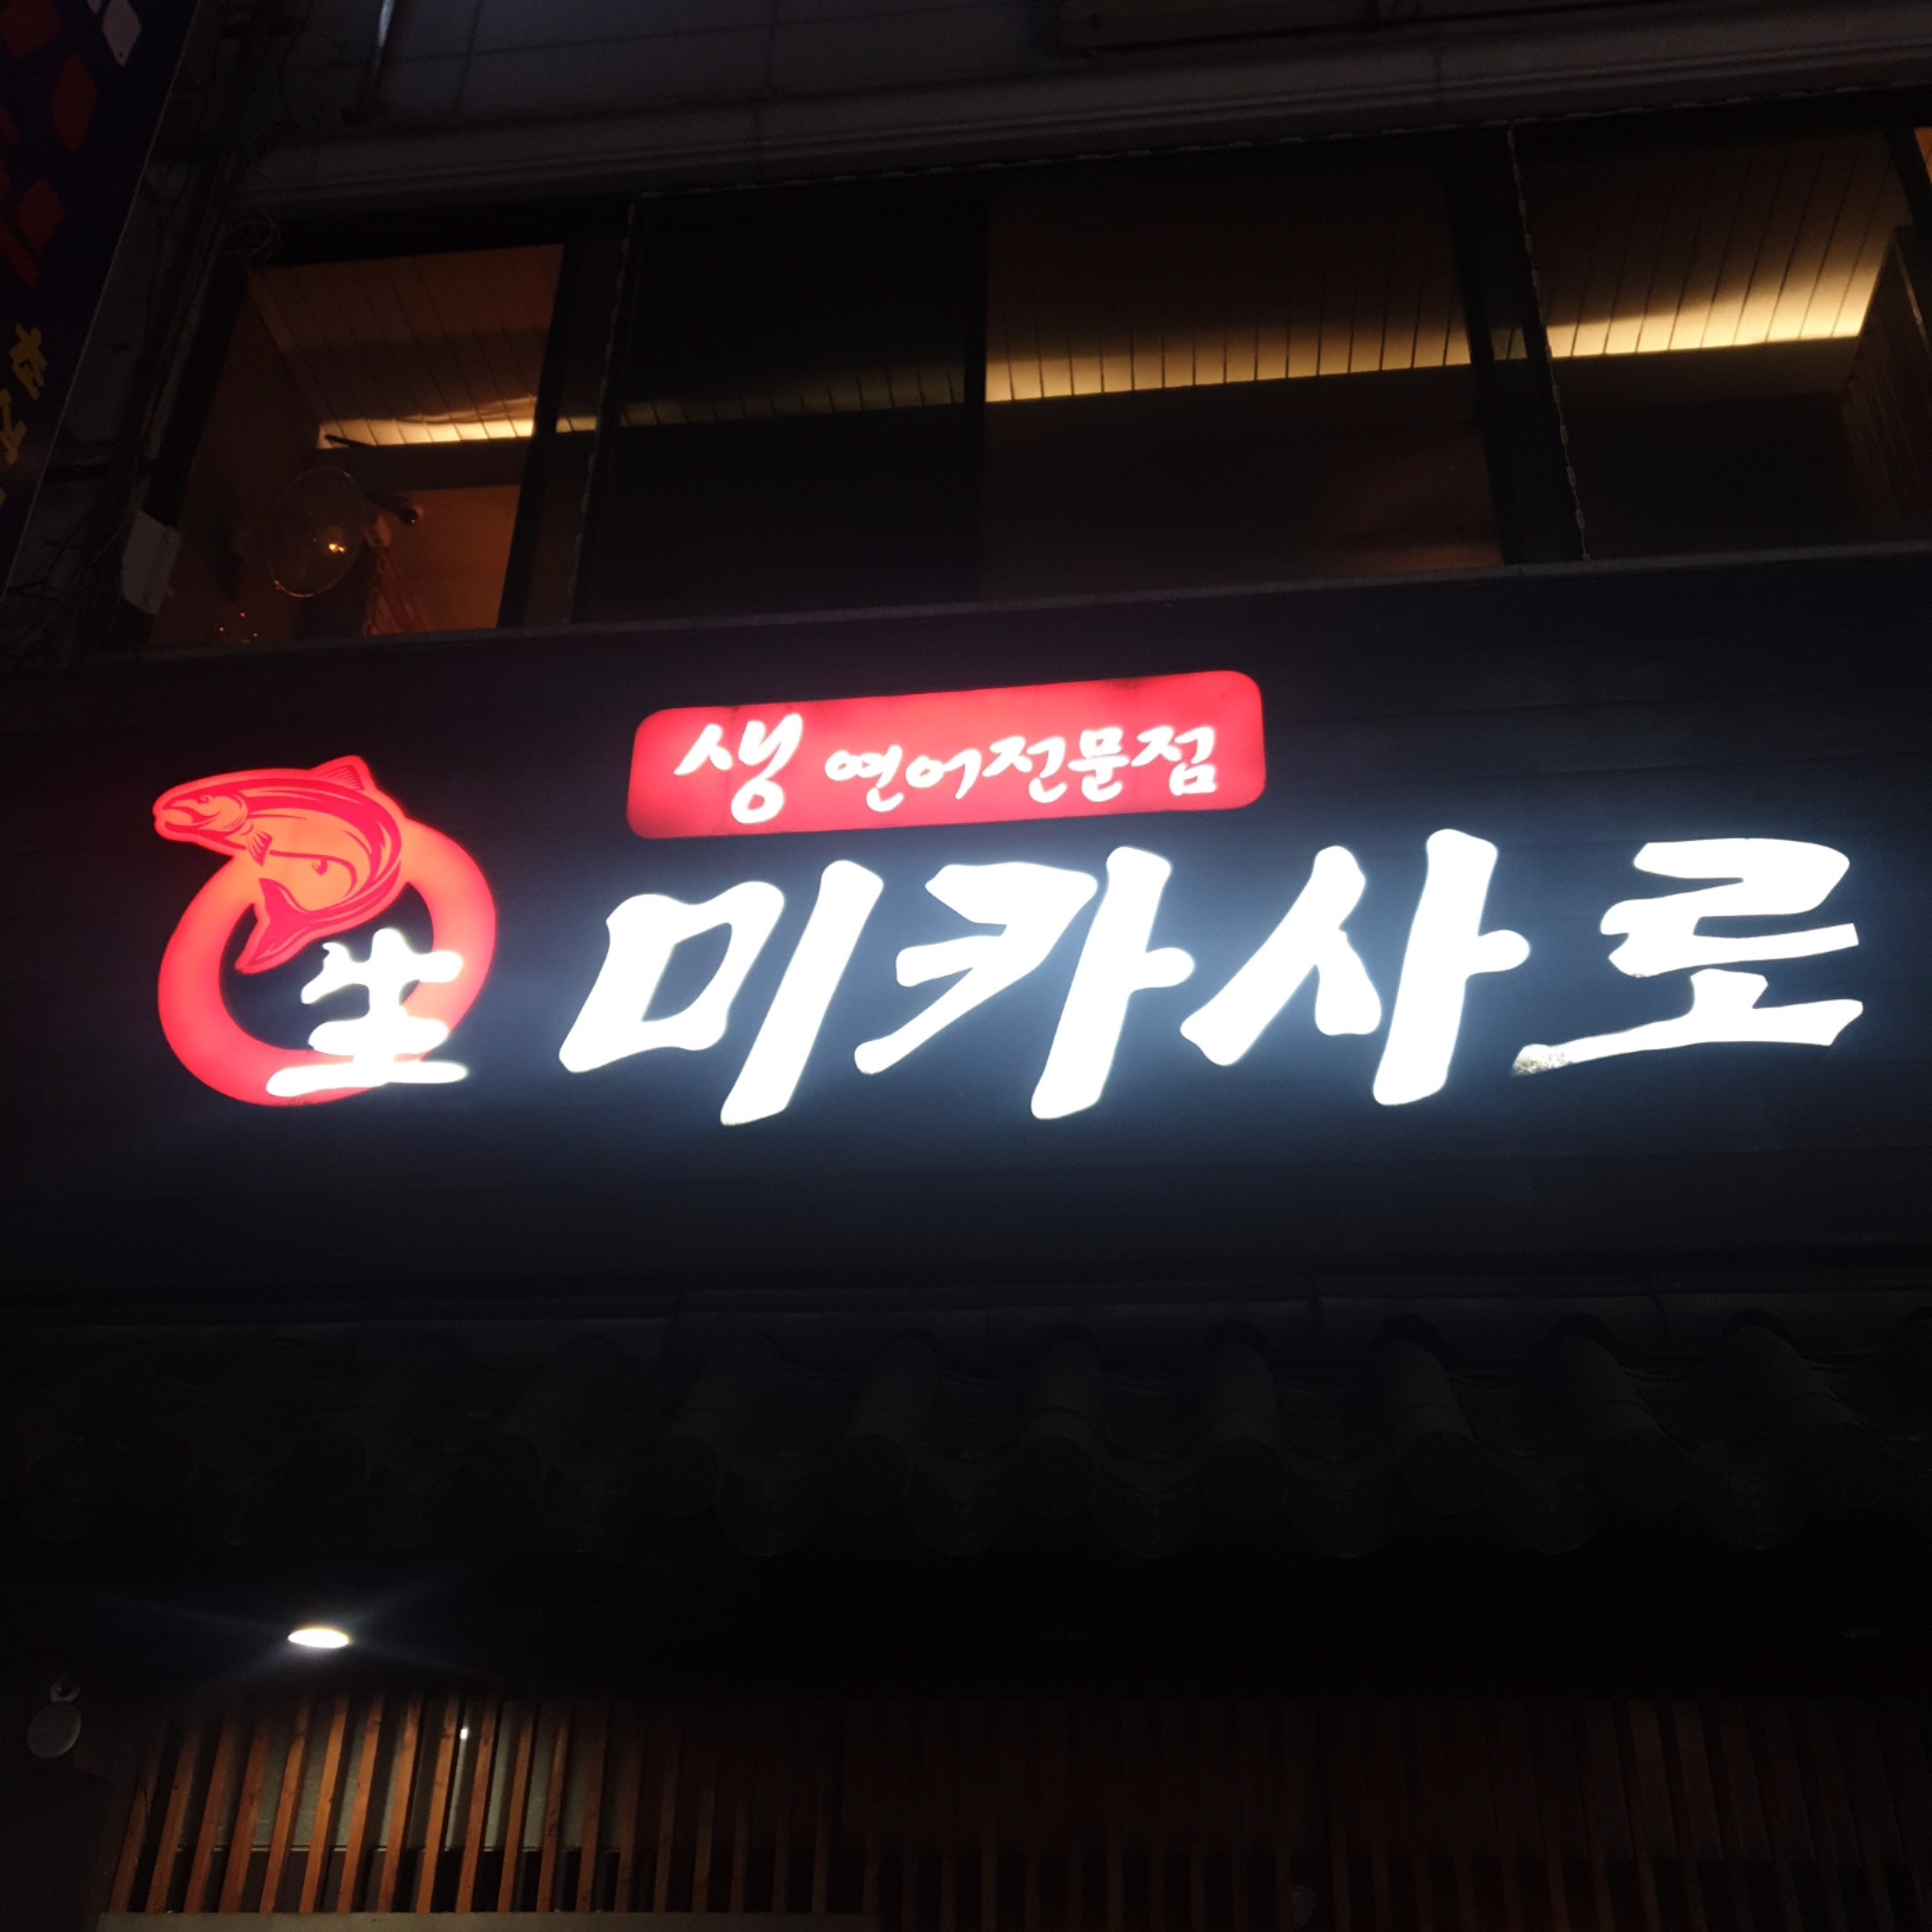 생 연어전문점
生 미카사로